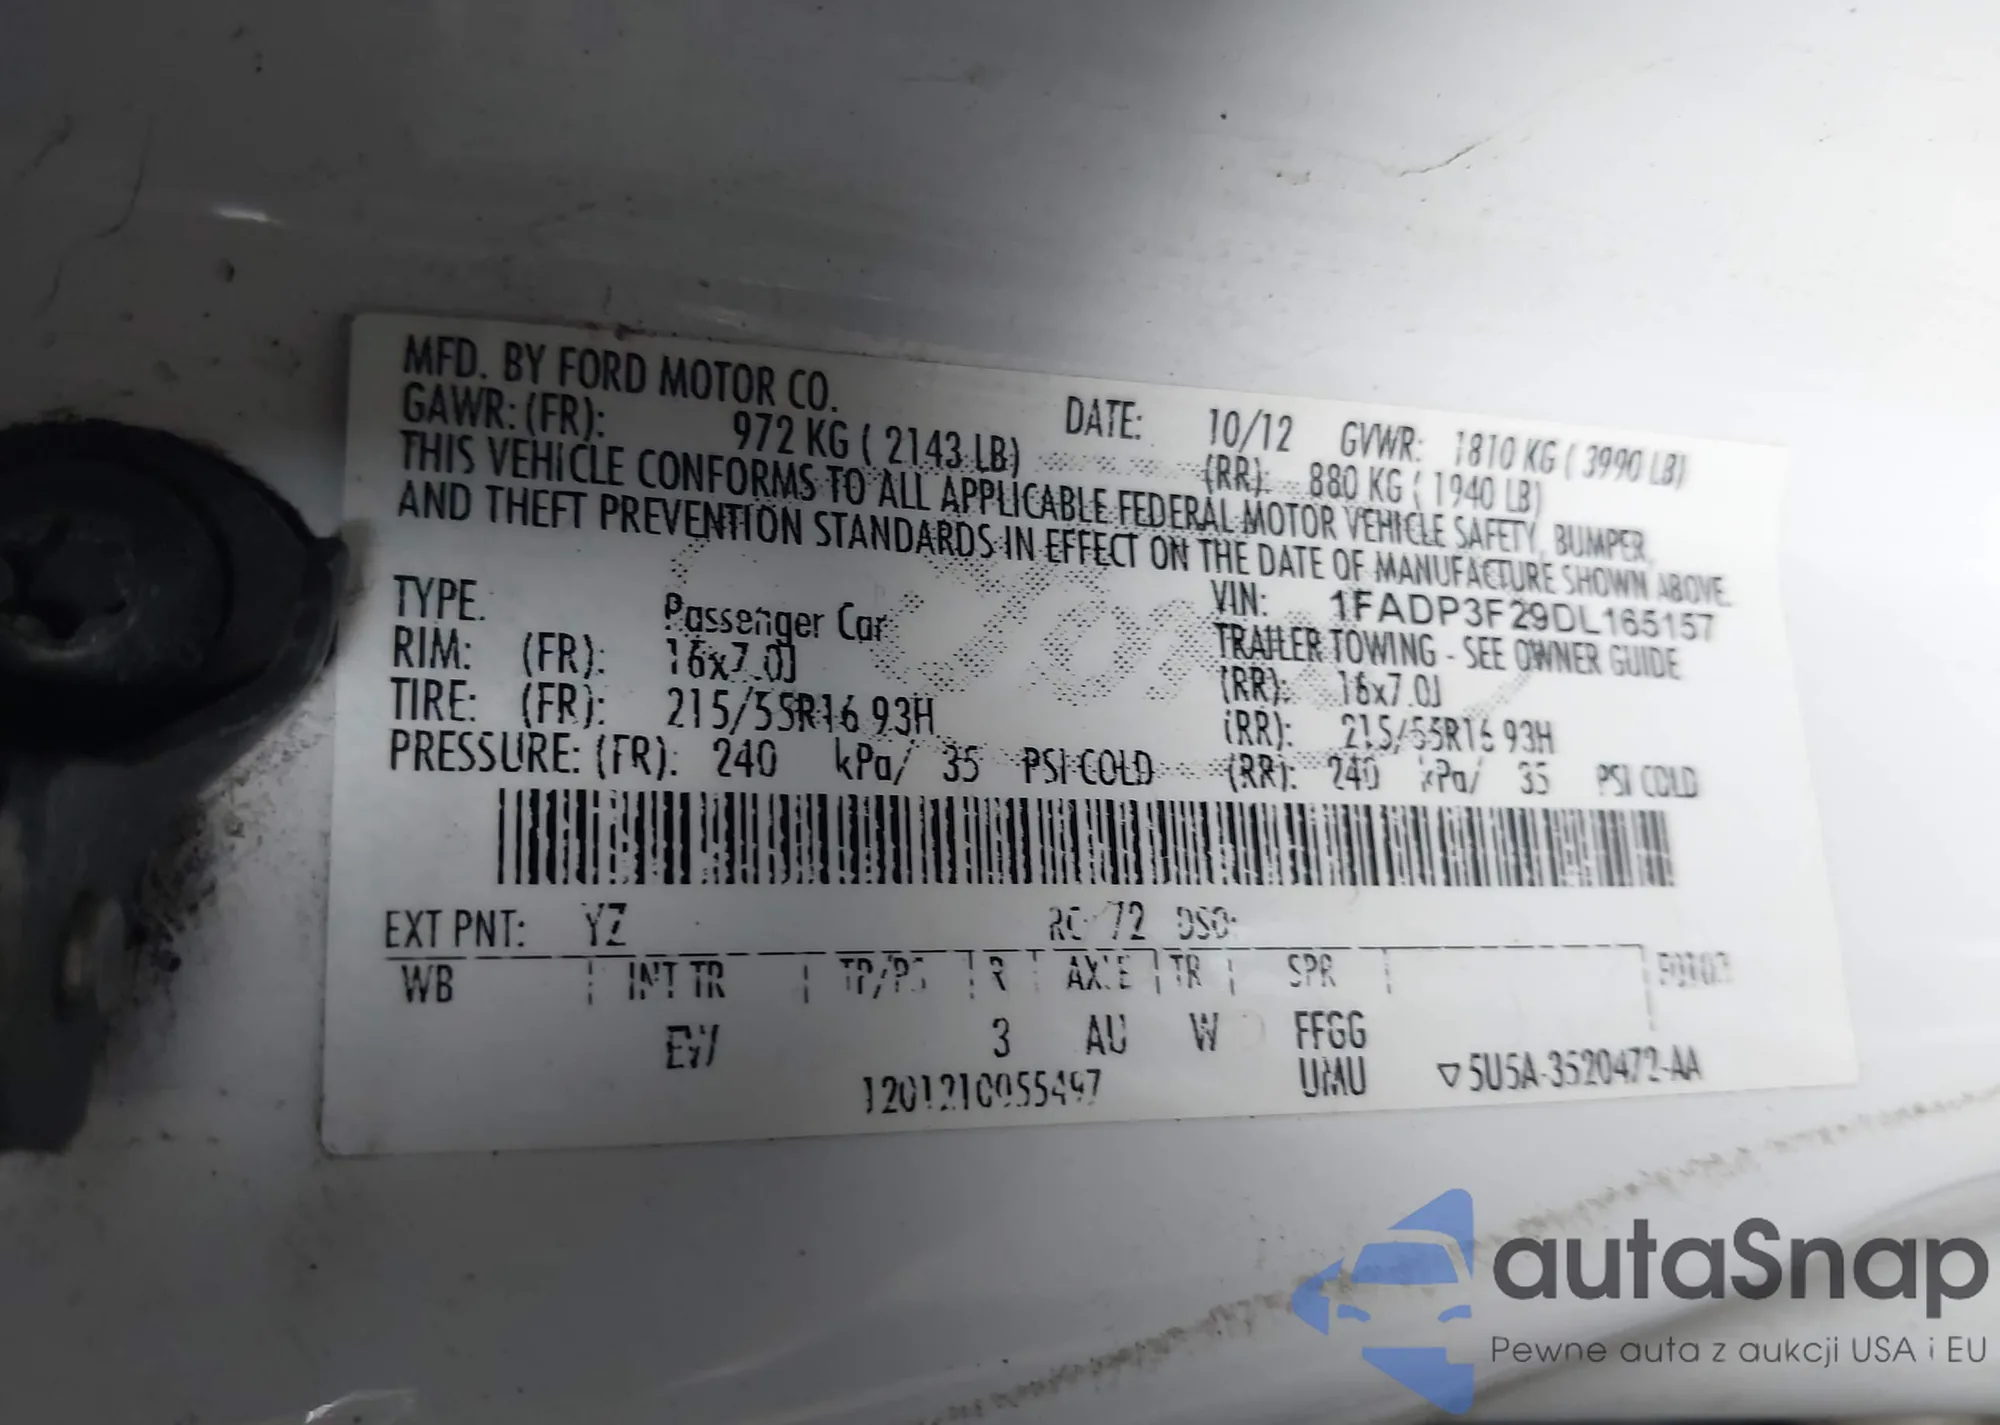 MFD. BY FORD MOTOR CO.
DATE: 10/12 GVWR: 1810 KG ( 3990 LB)
GAWR: (FR): 972 KG ( 2143 LB) (RR): 880 KG ( 1940 LB)
THIS VEHICLE CONFORMS TO ALL APPLICABLE FEDERAL MOTOR VEHICLE SAFETY, BUMPER,
AND THEFT PREVENTION STANDARDS IN EFFECT ON THE DATE OF MANUFACTURE SHOWN ABOVE.
VIN: 1FADP3F29DL165157
TYPE: Passenger Car TRAILER TOWING - SEE OWNER GUIDE
RIM: (FR): 16x7.0J (RR): 16x7.0J
TIRE: (FR): 215/55R16 93H (RR): 215/55R16 93H
PRESSURE: (FR): 240 kPa/ 35 PSI COLD (RR): 240 kPa/ 35 PSI COLD
EXT PNT: YZ RC: 72 DSO:
WB INT TR TP/PS R AXLE TR SPR
3 AU W FFGG
UMU
1201210055497
▽5U5A-3520472-AA
autaSnap
Pewne auta z aukcji USA i EU